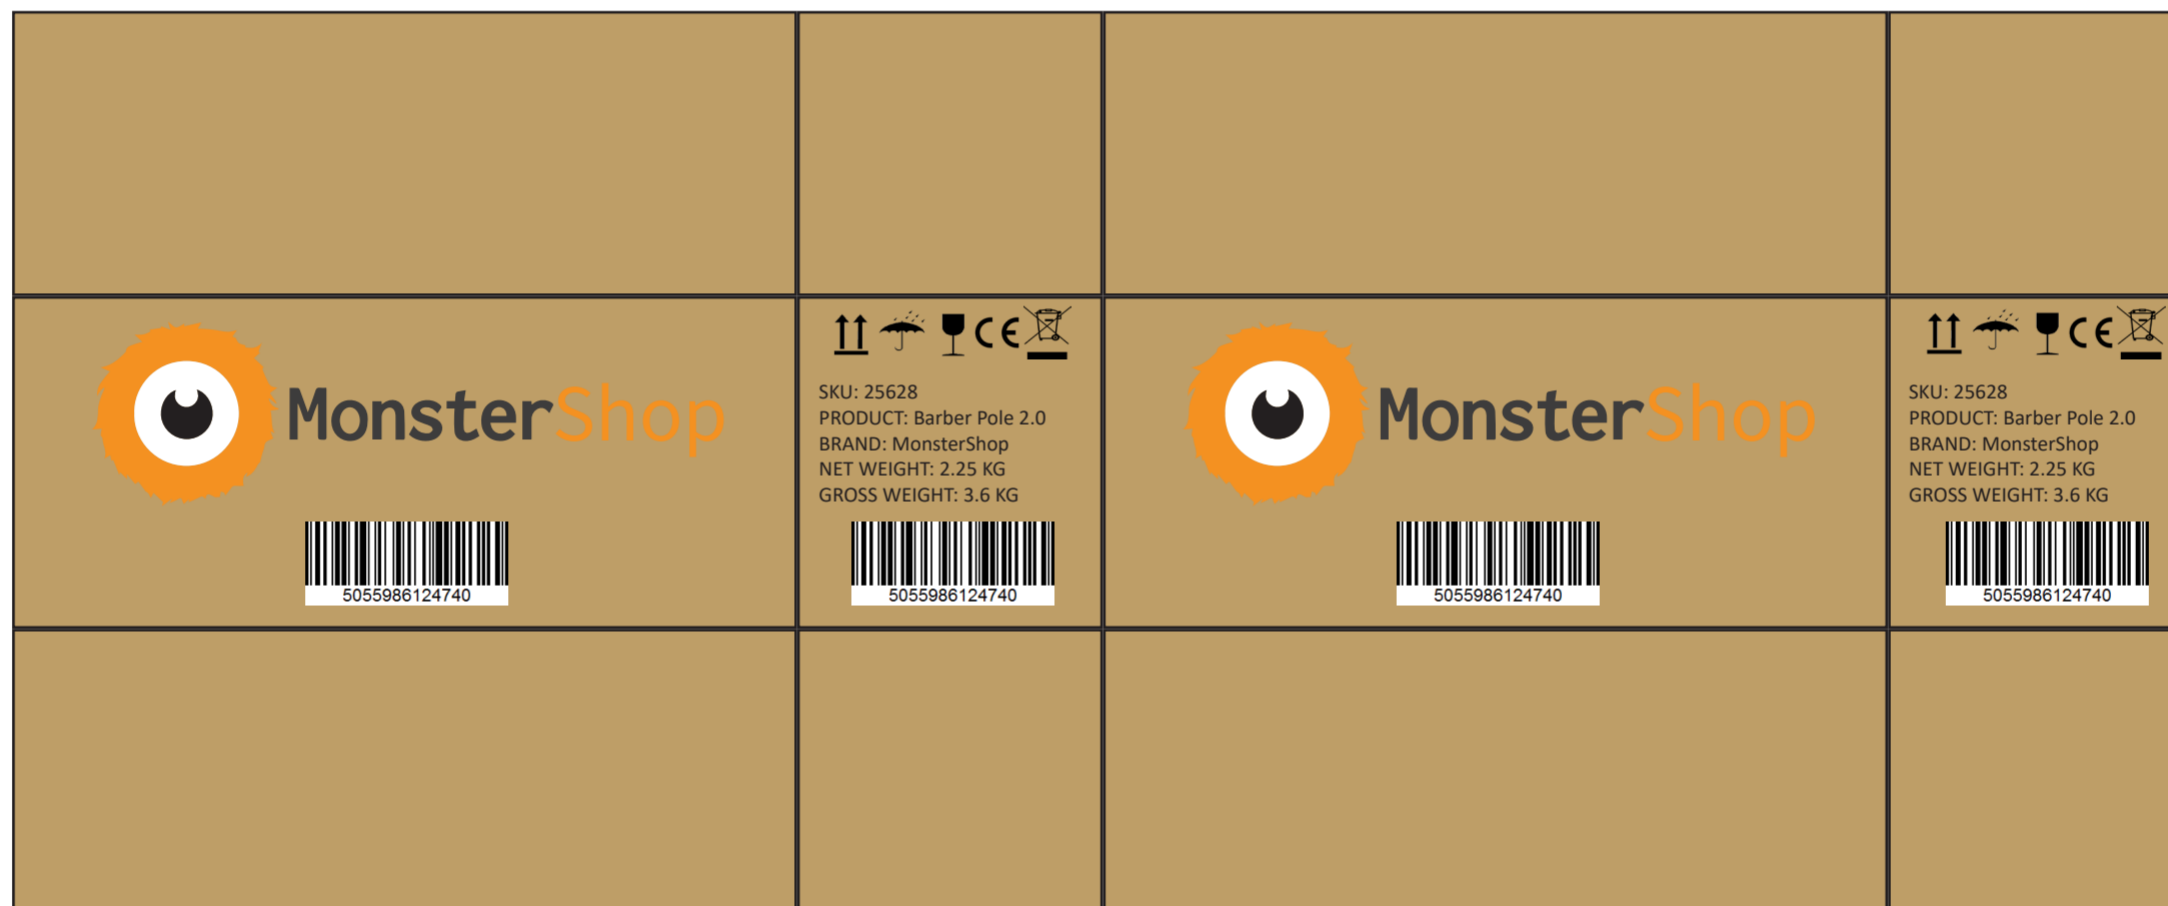 MonsterShop
5055986124740
CE
SKU: 25628
PRODUCT: Barber Pole 2.0
BRAND: MonsterShop
NET WEIGHT: 2.25 KG
GROSS WEIGHT: 3.6 KG
5055986124740
MonsterShop
5055986124740
CE
SKU: 25628
PRODUCT: Barber Pole 2.0
BRAND: MonsterShop
NET WEIGHT: 2.25 KG
GROSS WEIGHT: 3.6 KG
5055986124740